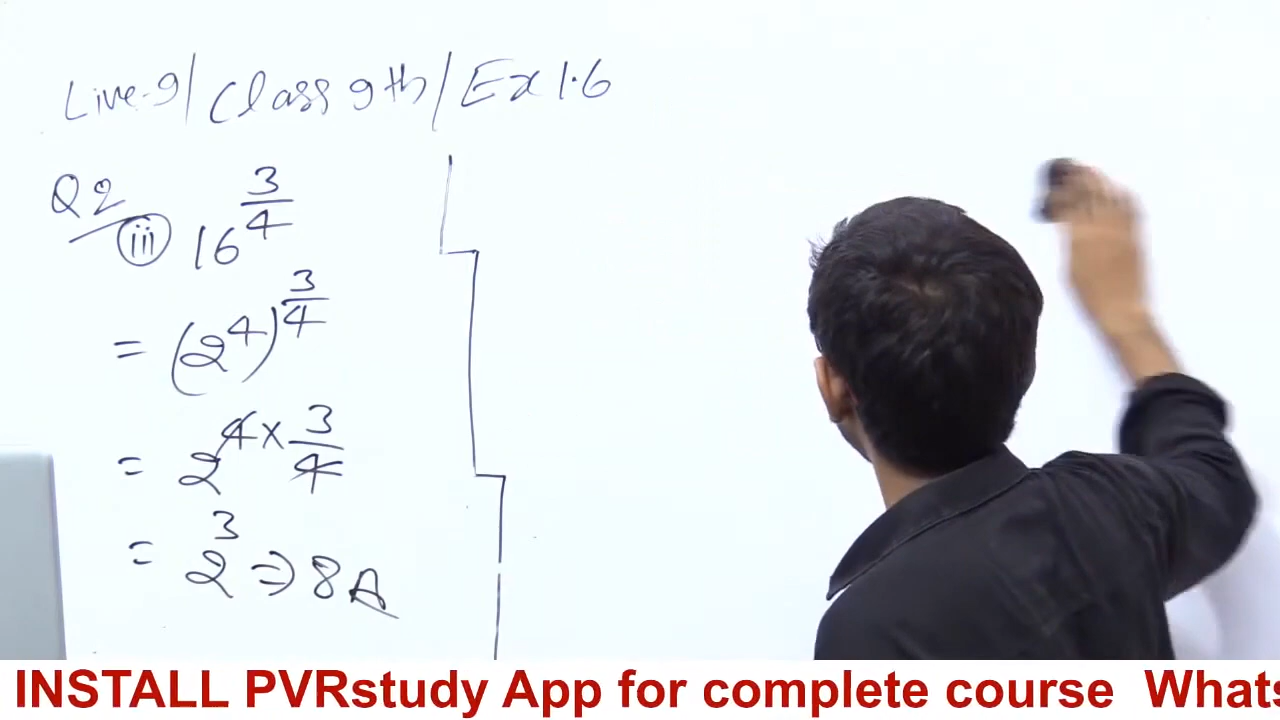 Live-9/Class 9th/Ex 1.6
Q2
(iii) 16^(3/4)
= (2^4)^(3/4)
= 2^(4×3/4)
= 2^3 => 8 A
INSTALL PVRstudy App for complete course Whats